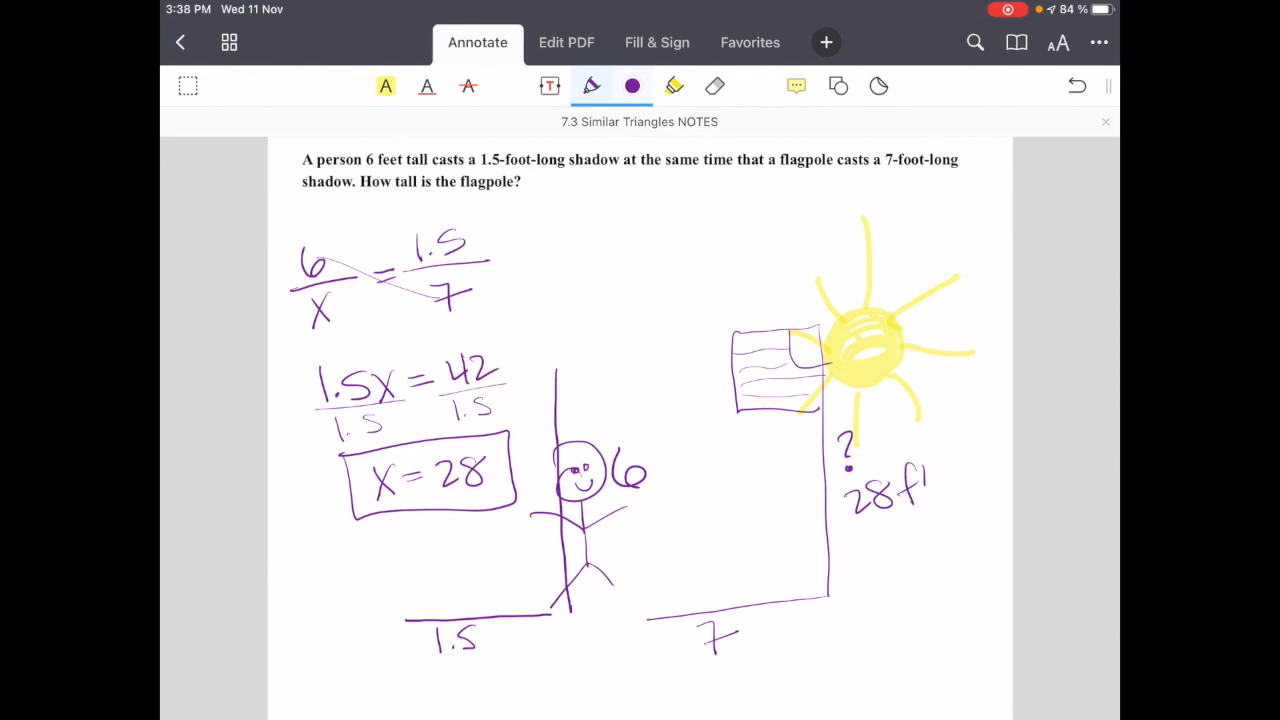 3:38 PM Wed 11 Nov 84 %
Annotate Edit PDF Fill & Sign Favorites
A A A T AA
7.3 Similar Triangles NOTES
A person 6 feet tall casts a 1.5-foot-long shadow at the same time that a flagpole casts a 7-foot-long
shadow. How tall is the flagpole?
6/x = 1.5/7
1.5x = 42
1.5 1.5
x = 28
6
?
28 f
1.5
7